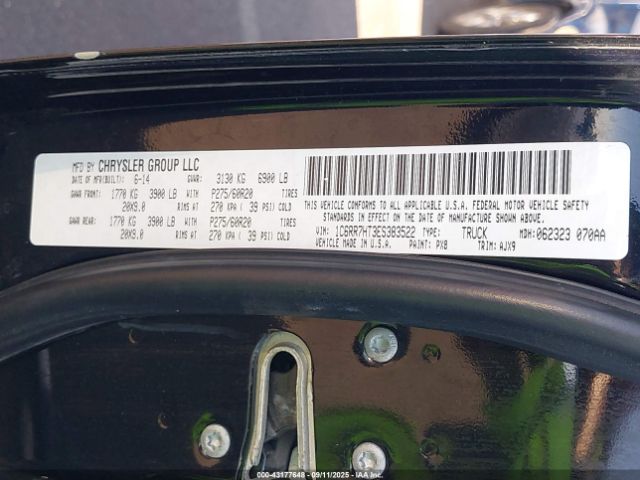 MFD BY CHRYSLER GROUP LLC
DATE OF MFR(BUILT): 6-14 GVWR: 3130 KG 6900 LB
GAWR FRONT: 1770 KG 3900 LB WITH P275/60R20 TIRES
20X9.0 RIMS AT 270 KPA ( 39 PSI) COLD
GAWR REAR: 1770 KG 3900 LB WITH P275/60R20 TIRES
20X9.0 RIMS AT 270 KPA ( 39 PSI) COLD
THIS VEHICLE CONFORMS TO ALL APPLICABLE U.S.A. FEDERAL MOTOR VEHICLE SAFETY
STANDARDS IN EFFECT ON THE DATE OF MANUFACTURE SHOWN ABOVE.
VIN: 1C6RR7HT3ES383522 TYPE: TRUCK MDH: 062323 070AA
PAINT: PX8 TRIM: AJX9
000-43177648 - 09/11/2025 - IAA Inc.